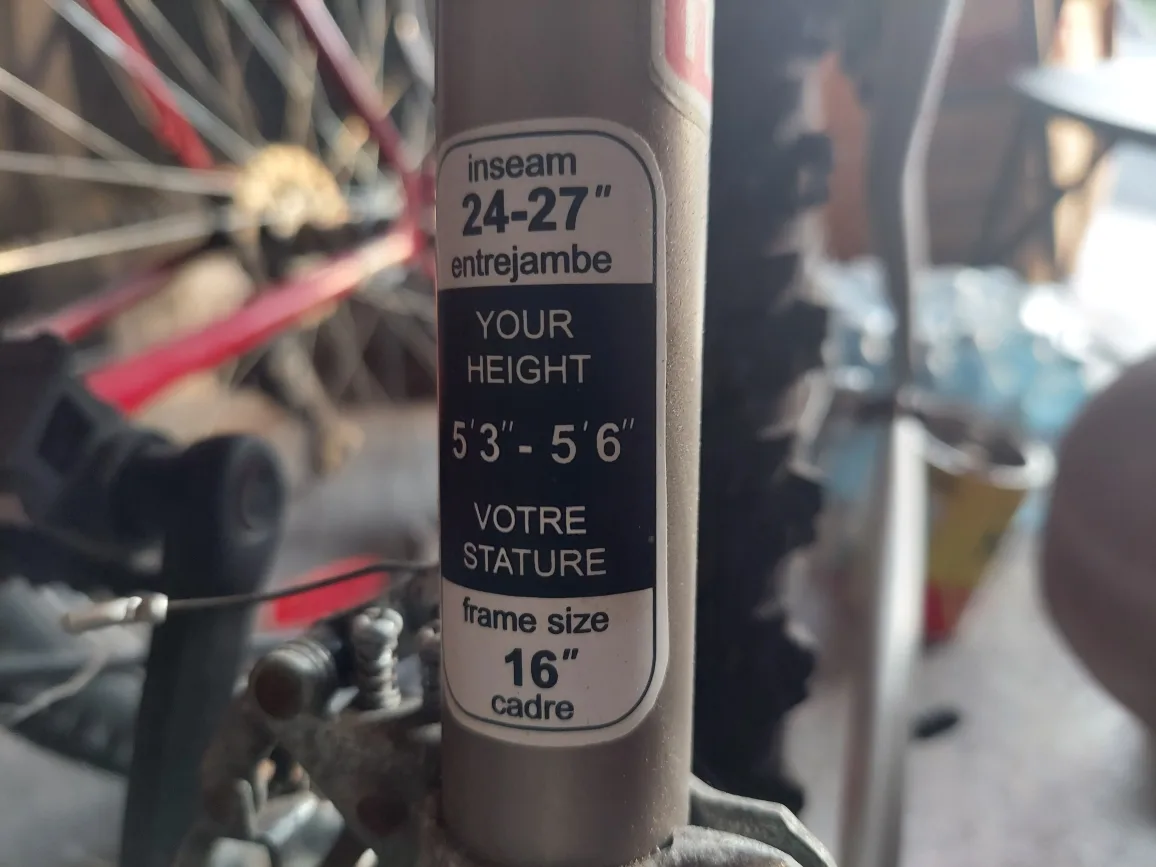 inseam
24-27"
entrejambe
YOUR
HEIGHT
5'3"- 5'6"
VOTRE
STATURE
frame size
16"
cadre